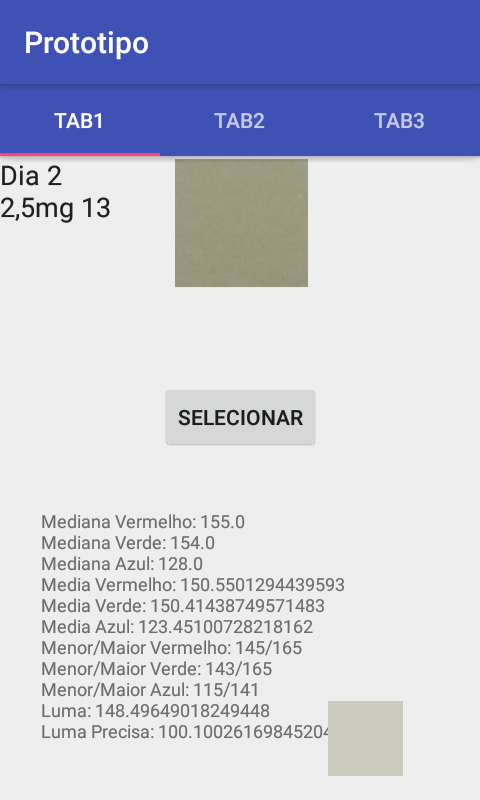 Prototipo
TAB1 TAB2 TAB3
Dia 2
2,5mg 13
SELECIONAR
Mediana Vermelho: 155.0
Mediana Verde: 154.0
Mediana Azul: 128.0
Media Vermelho: 150.5501294439593
Media Verde: 150.41438749571483
Media Azul: 123.45100728218162
Menor/Maior Vermelho: 145/165
Menor/Maior Verde: 143/165
Menor/Maior Azul: 115/141
Luma: 148.49649018249448
Luma Precisa: 100.10026169845204